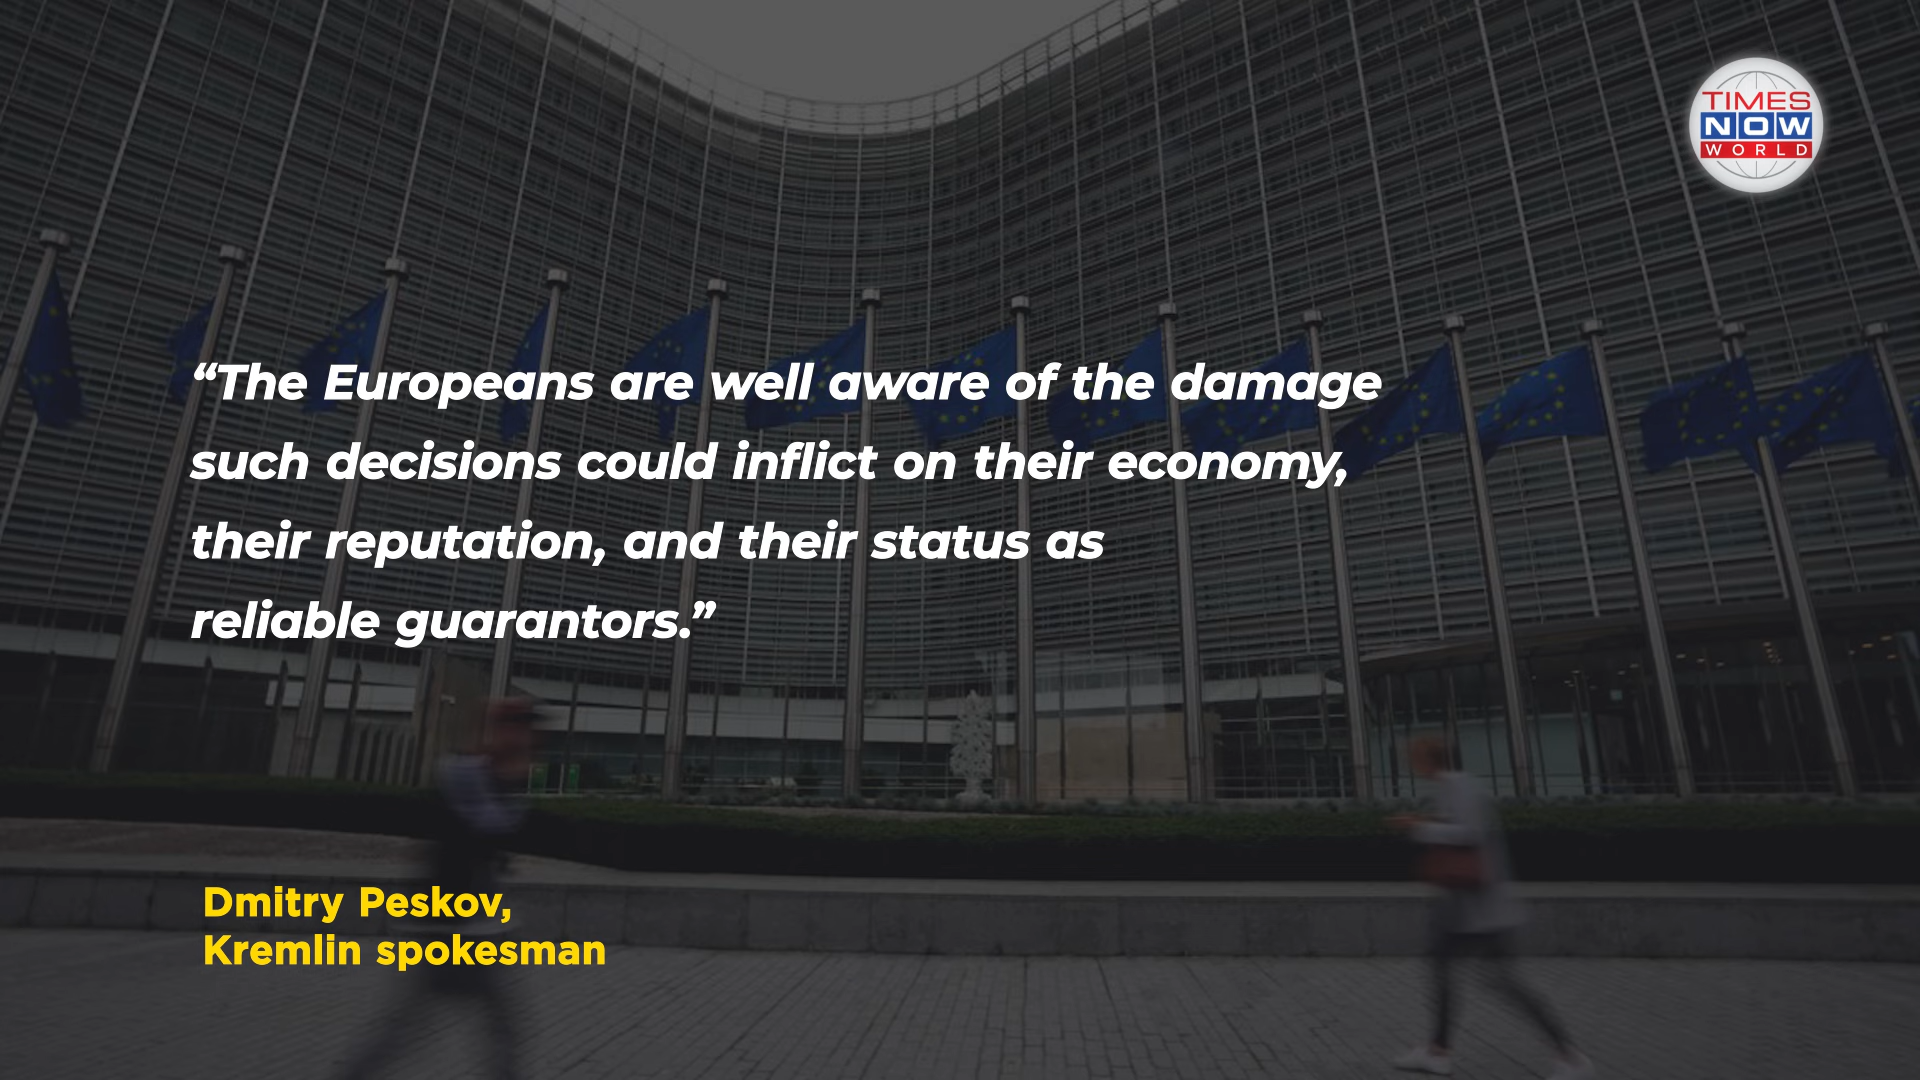 TIMES
NOW
WORLD
“The Europeans are well aware of the damage
such decisions could inflict on their economy,
their reputation, and their status as
reliable guarantors.”
Dmitry Peskov,
Kremlin spokesman